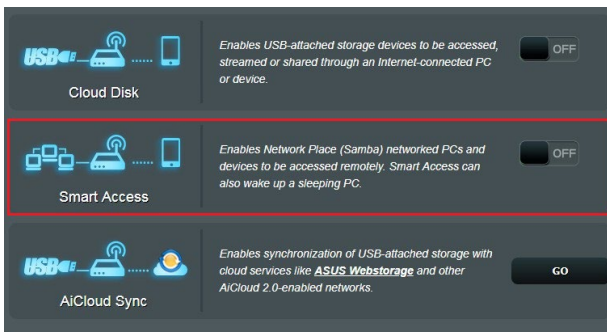 Enables USB-attached storage devices to be accessed,
streamed or shared through an Internet-connected PC
or device.
OFF
USB
Cloud Disk
Enables Network Place (Samba) networked PCs and
devices to be accessed remotely. Smart Access can
also wake up a sleeping PC.
OFF
Smart Access
Enables synchronization of USB-attached storage with
cloud services like ASUS Webstorage and other
AiCloud 2.0-enabled networks.
GO
USB
AiCloud Sync